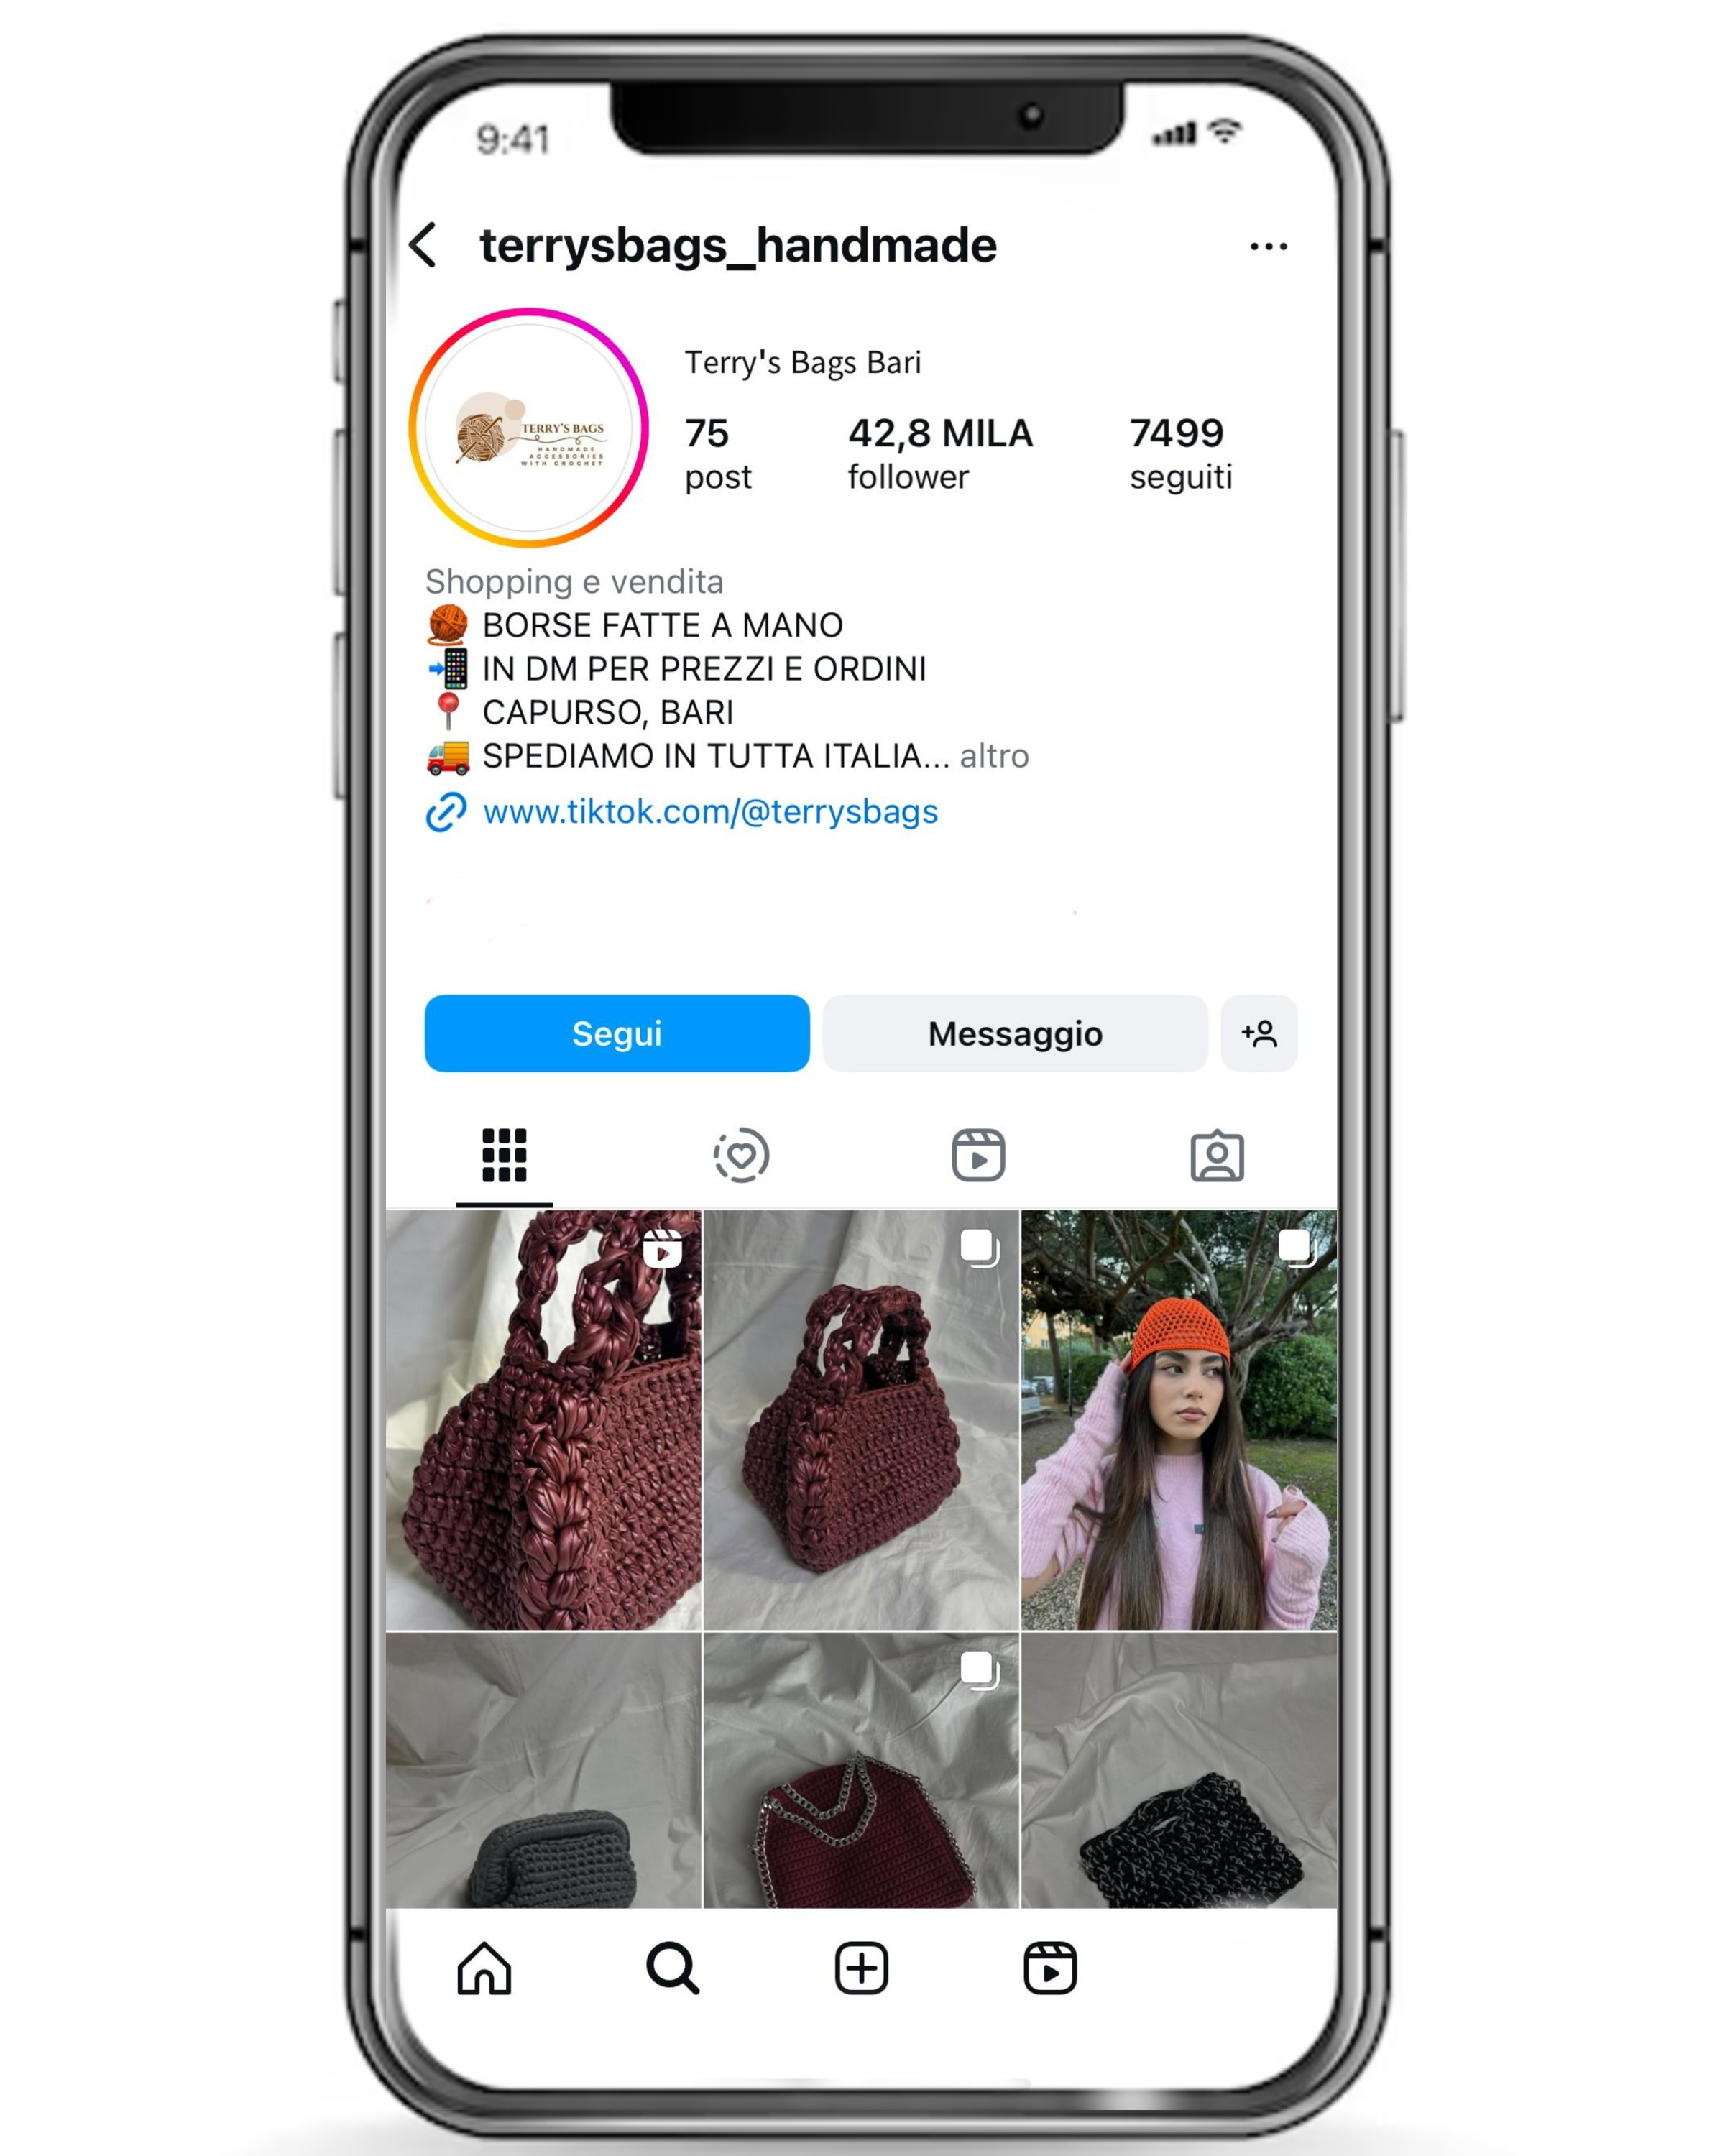 9:41
terrysbags_handmade
Terry's Bags Bari
75
post
42,8 MILA
follower
7499
seguiti
TERRY'S BAGS
HANDMADE
ACCESSORIES
WITH CROCHET
Shopping e vendita
BORSE FATTE A MANO
IN DM PER PREZZI E ORDINI
CAPURSO, BARI
SPEDIAMO IN TUTTA ITALIA... altro
www.tiktok.com/@terrysbags
Segui
Messaggio